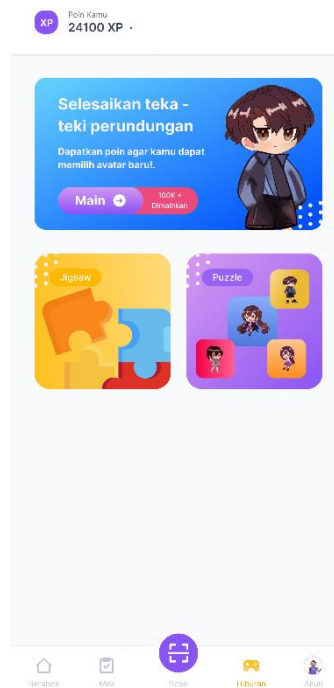 XP
Poin Kamu
24100 XP
Selesaikan teka -
teki perundungan
Dapatkan poin agar kamu dapat
memilih avatar baru!.
Main
100K +
Dimainkan
Jigsaw
Puzzle
Beranda
Misi
Scan
Hiburan
Akun